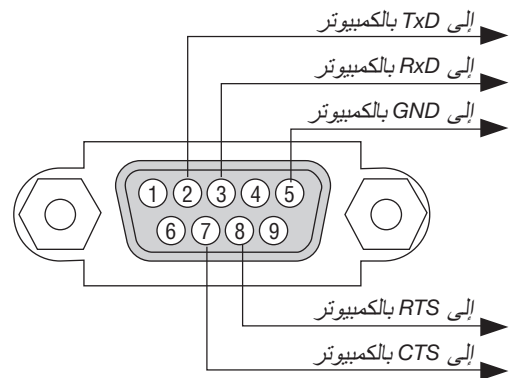 إلى TxD بالكمبيوتر
إلى RxD بالكمبيوتر
إلى GND بالكمبيوتر
1 2 3 4 5
6 7 8 9
إلى RTS بالكمبيوتر
إلى CTS بالكمبيوتر